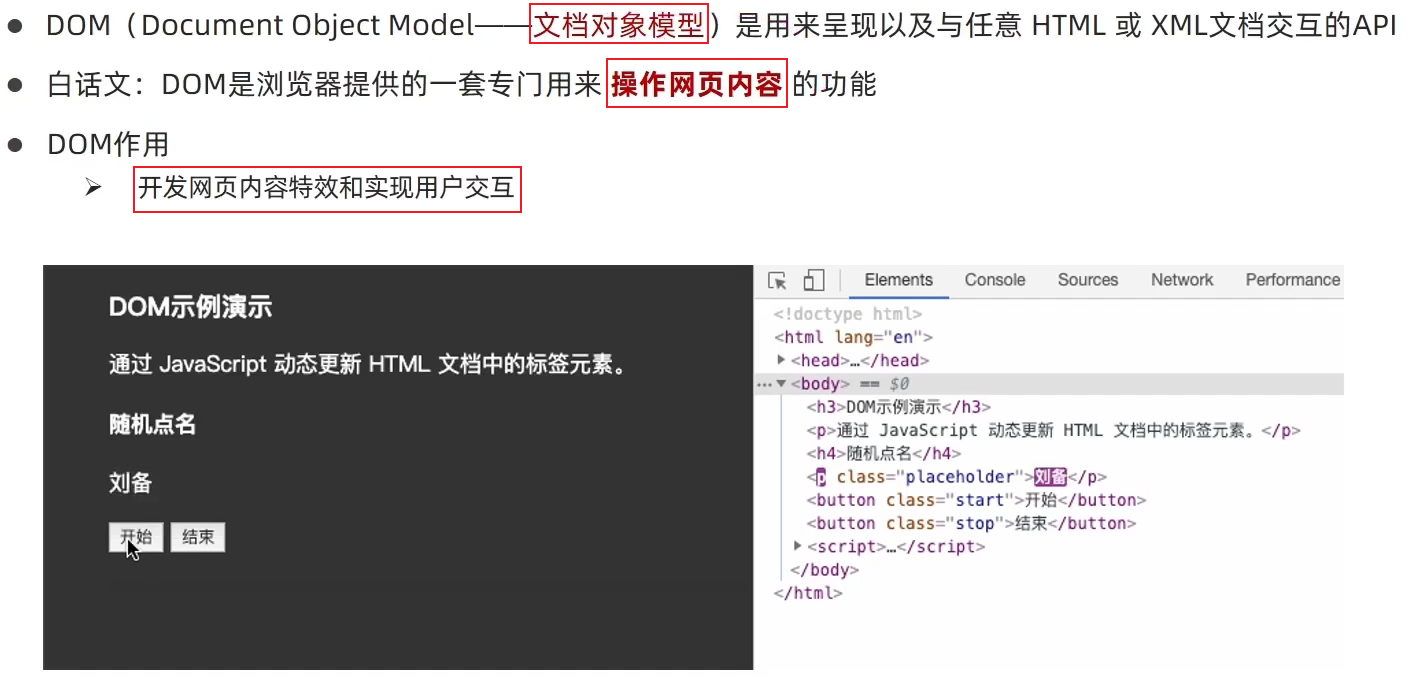 DOM（Document Object Model——文档对象模型）是用来呈现以及与任意 HTML 或 XML文档交互的API
白话文：DOM是浏览器提供的一套专门用来 操作网页内容 的功能
DOM作用
开发网页内容特效和实现用户交互
DOM示例演示
通过 JavaScript 动态更新 HTML 文档中的标签元素。
随机点名
刘备
开始 结束
Elements Console Sources Network Performance
<!doctype html>
<html lang="en">
<head>…</head>
<body> == $0
<h3>DOM示例演示</h3>
<p>通过 JavaScript 动态更新 HTML 文档中的标签元素。</p>
<h4>随机点名</h4>
<p class="placeholder">刘备</p>
<button class="start">开始</button>
<button class="stop">结束</button>
<script>…</script>
</body>
</html>